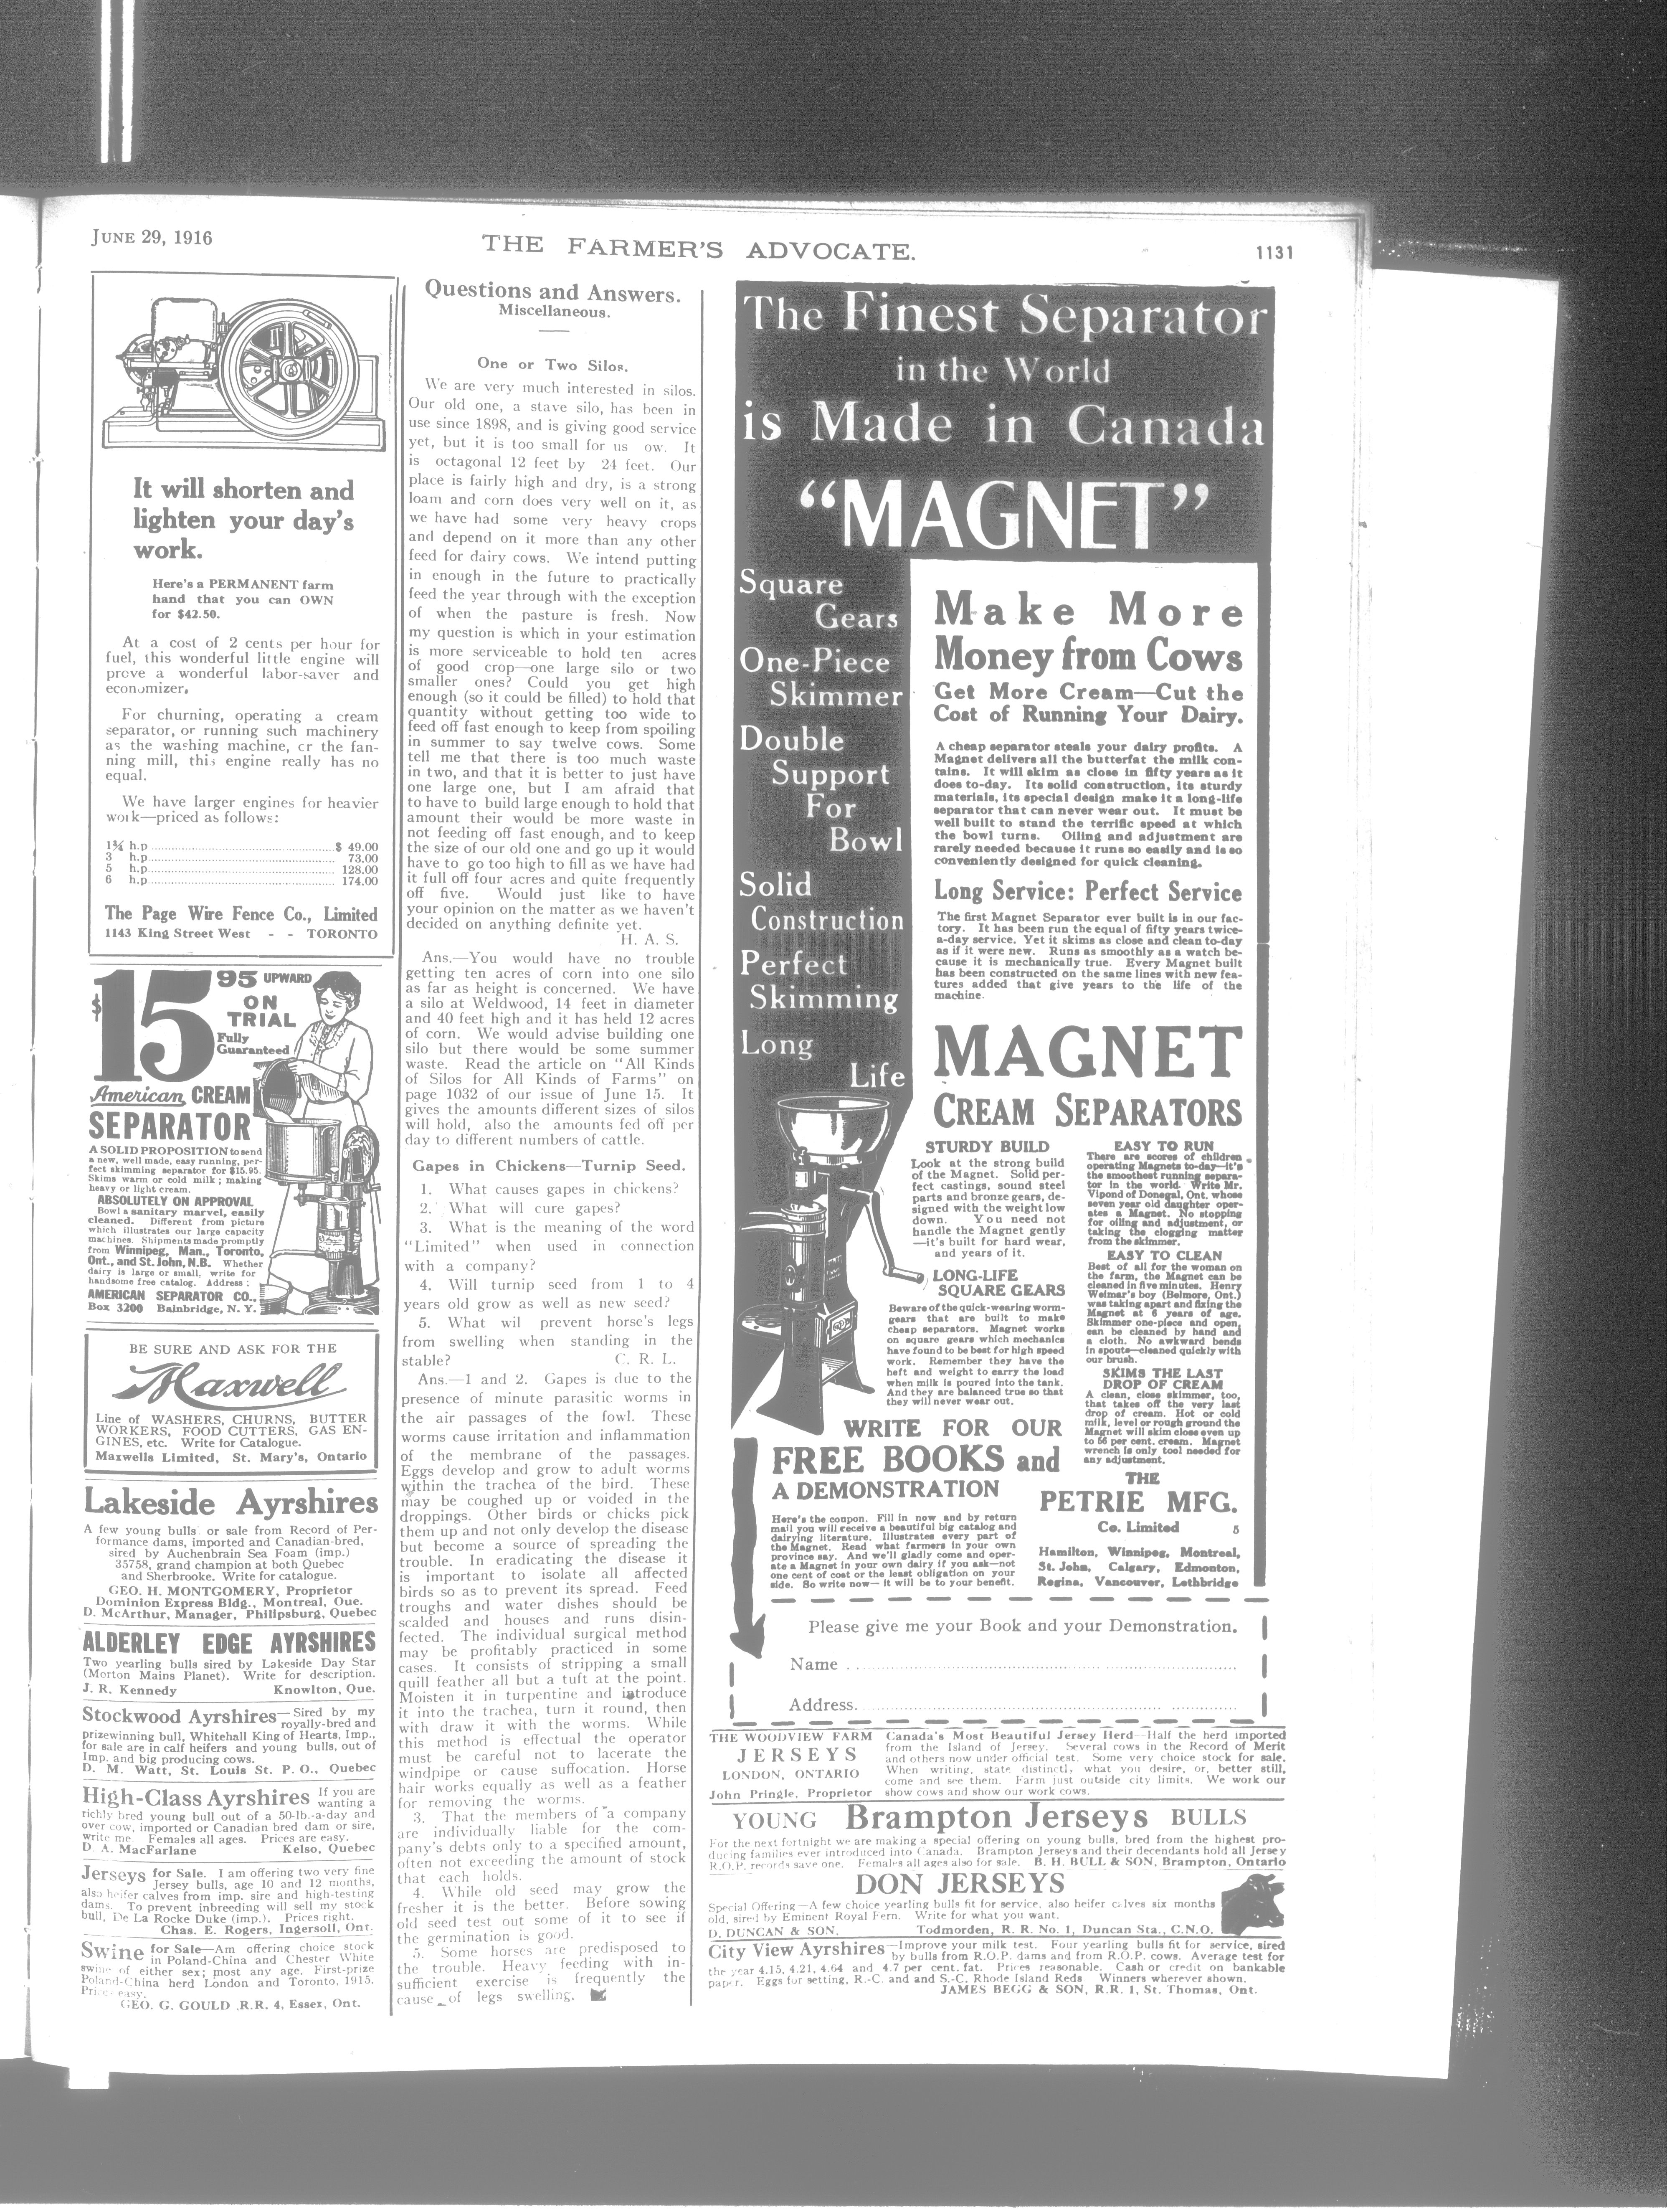 JUNE 29, 1916
THE FARMER'S ADVOCATE.
1131
It will shorten and
lighten your day's
work.
Here's a PERMANENT farm
hand that you can OWN
for $42.50.
At a cost of 2 cents per hour for
fuel, this wonderful little engine will
prove a wonderful labor-saver and
economizer.
For churning, operating a cream
separator, or running such machinery
as the washing machine, or the fan-
ning mill, this engine really has no
equal.
We have larger engines for heavier
work—priced as follows:
1¾ h.p. $ 49.00
3 h.p. 73.00
5 h.p. 128.00
6 h.p. 174.00
The Page Wire Fence Co., Limited
1143 King Street West - - TORONTO
$15 95 UPWARD
ON
TRIAL
Fully
Guaranteed
American CREAM
SEPARATOR
A SOLID PROPOSITION to send
a new, well made, easy running, per-
fect skimming separator for $15.95.
Skims warm or cold milk; making
heavy or light cream.
ABSOLUTELY ON APPROVAL
Bowl a sanitary marvel, easily
cleaned. Different from picture
which illustrates our large capacity
machines. Shipments made promptly
from Winnipeg, Man., Toronto,
Ont., and St. John, N.B. Whether
dairy is large or small, write for
handsome free catalog. Address:
AMERICAN SEPARATOR CO.,
Box 3200 Bainbridge, N. Y.
BE SURE AND ASK FOR THE
Maxwell
Line of WASHERS, CHURNS, BUTTER
WORKERS, FOOD CUTTERS, GAS EN-
GINES, etc. Write for Catalogue.
Maxwells Limited, St. Mary's, Ontario
Lakeside Ayrshires
A few young bulls or sale from Record of Per-
formance dams, imported and Canadian-bred,
sired by Auchenbrain Sea Foam (imp.)
35758, grand champion at both Quebec
and Sherbrooke. Write for catalogue.
GEO. H. MONTGOMERY, Proprietor
Dominion Express Bldg., Montreal, Oue.
D. McArthur, Manager, Philipsburg, Quebec
ALDERLEY EDGE AYRSHIRES
Two yearling bulls sired by Lakeside Day Star
(Morton Mains Planet). Write for description.
J. R. Kennedy Knowlton, Que.
Stockwood Ayrshires—Sired by my
royally-bred and
prizewinning bull, Whitehall King of Hearts, Imp.,
for sale are in calf heifers and young bulls, out of
Imp. and big producing cows.
D. M. Watt, St. Louis St. P. O., Quebec
High-Class Ayrshires If you are
wanting a
richly bred young bull out of a 50-lb.-a-day and
over cow, imported or Canadian bred dam or sire,
write me Females all ages. Prices are easy.
D. A. MacFarlane Kelso, Quebec
Jerseys for Sale. I am offering two very fine
Jersey bulls, age 10 and 12 months,
also heifer calves from imp. sire and high-testing
dams. To prevent inbreeding will sell my stock
bull, De La Rocke Duke (imp.). Prices right.
Chas. E. Rogers, Ingersoll, Ont.
Swine for Sale—Am offering choice stock
in Poland-China and Chester White
swine of either sex; most any age. First-prize
Poland-China herd London and Toronto, 1915.
Prices easy.
GEO. G. GOULD .R.R. 4, Essex, Ont.
Questions and Answers.
Miscellaneous.
One or Two Silos.
We are very much interested in silos.
Our old one, a stave silo, has been in
use since 1898, and is giving good service
yet, but it is too small for us ow. It
is octagonal 12 feet by 24 feet. Our
place is fairly high and dry, is a strong
loam and corn does very well on it, as
we have had some very heavy crops
and depend on it more than any other
feed for dairy cows. We intend putting
in enough in the future to practically
feed the year through with the exception
of when the pasture is fresh. Now
my question is which in your estimation
is more serviceable to hold ten acres
of good crop—one large silo or two
smaller ones? Could you get high
enough (so it could be filled) to hold that
quantity without getting too wide to
feed off fast enough to keep from spoiling
in summer to say twelve cows. Some
tell me that there is too much waste
in two, and that it is better to just have
one large one, but I am afraid that
to have to build large enough to hold that
amount their would be more waste in
not feeding off fast enough, and to keep
the size of our old one and go up it would
have to go too high to fill as we have had
it full off four acres and quite frequently
off five. Would just like to have
your opinion on the matter as we haven't
decided on anything definite yet.
H. A. S.
Ans.—You would have no trouble
getting ten acres of corn into one silo
as far as height is concerned. We have
a silo at Weldwood, 14 feet in diameter
and 40 feet high and it has held 12 acres
of corn. We would advise building one
silo but there would be some summer
waste. Read the article on "All Kinds
of Silos for All Kinds of Farms" on
page 1032 of our issue of June 15. It
gives the amounts different sizes of silos
will hold, also the amounts fed off per
day to different numbers of cattle.
Gapes in Chickens—Turnip Seed.
1. What causes gapes in chickens?
2. What will cure gapes?
3. What is the meaning of the word
"Limited" when used in connection
with a company?
4. Will turnip seed from 1 to 4
years old grow as well as new seed?
5. What wil prevent horse's legs
from swelling when standing in the
stable? C. R. L.
Ans.—1 and 2. Gapes is due to the
presence of minute parasitic worms in
the air passages of the fowl. These
worms cause irritation and inflammation
of the membrane of the passages.
Eggs develop and grow to adult worms
within the trachea of the bird. These
may be coughed up or voided in the
droppings. Other birds or chicks pick
them up and not only develop the disease
but become a source of spreading the
trouble. In eradicating the disease it
is important to isolate all affected
birds so as to prevent its spread. Feed
troughs and water dishes should be
scalded and houses and runs disin-
fected. The individual surgical method
may be profitably practiced in some
cases. It consists of stripping a small
quill feather all but a tuft at the point.
Moisten it in turpentine and introduce
it into the trachea, turn it round, then
with draw it with the worms. While
this method is effectual the operator
must be careful not to lacerate the
windpipe or cause suffocation. Horse
hair works equally as well as a feather
for removing the worms.
3. That the members of a company
are individually liable for the com-
pany's debts only to a specified amount,
often not exceeding the amount of stock
that each holds.
4. While old seed may grow the
fresher it is the better. Before sowing
old seed test out some of it to see if
the germination is good.
5. Some horses are predisposed to
the trouble. Heavy feeding with in-
sufficient exercise is frequently the
cause of legs swelling.
The Finest Separator
in the World
is Made in Canada
"MAGNET"
Square
Gears
One-Piece
Skimmer
Double
Support
For
Bowl
Solid
Construction
Perfect
Skimming
Long
Life
Make More
Money from Cows
Get More Cream—Cut the
Cost of Running Your Dairy.
A cheap separator steals your dairy profits. A
Magnet delivers all the butterfat the milk con-
tains. It will skim as close in fifty years as it
does to-day. Its solid construction, its sturdy
materials, its special design make it a long-life
separator that can never wear out. It must be
well built to stand the terrific speed at which
the bowl turns. Oiling and adjustment are
rarely needed because it runs so easily and is so
conveniently designed for quick cleaning.
Long Service: Perfect Service
The first Magnet Separator ever built is in our fac-
tory. It has been run the equal of fifty years twice-
a-day service. Yet it skims as close and clean to-day
as if it were new. Runs as smoothly as a watch be-
cause it is mechanically true. Every Magnet built
has been constructed on the same lines with new fea-
tures added that give years to the life of the
machine.
MAGNET
CREAM SEPARATORS
STURDY BUILD
Look at the strong build
of the Magnet. Solid per-
fect castings, sound steel
parts and bronze gears, de-
signed with the weight low
down. You need not
handle the Magnet gently
—it's built for hard wear,
and years of it.
LONG-LIFE
SQUARE GEARS
Beware of the quick-wearing worm-
gears that are built to make
cheap separators. Magnet works
on square gears which mechanics
have found to be best for high speed
work. Remember they have the
heft and weight to carry the load
when milk is poured into the tank.
And they are balanced true so that
they will never wear out.
EASY TO RUN
There are scores of children
operating Magnets to-day—it's
the smoothest running separa-
tor in the world. Write Mr.
Vipond of Donegal, Ont. whose
seven year old daughter oper-
ates a Magnet. No stopping
for oiling and adjustment, or
taking the clogging matter
from the skimmer.
EASY TO CLEAN
Best of all for the woman on
the farm, the Magnet can be
cleaned in five minutes. Henry
Weimar's boy (Belmore, Ont.)
was taking apart and fixing the
Magnet at 6 years of age.
Skimmer one-piece and open,
can be cleaned by hand and
a cloth. No awkward bends
in spouts—cleaned quickly with
our brush.
SKIMS THE LAST
DROP OF CREAM
A clean, close skimmer, too,
that takes off the very last
drop of cream. Hot or cold
milk, level or rough ground the
Magnet will skim close even up
to 56 per cent. cream. Magnet
wrench is only tool needed for
any adjustment.
WRITE FOR OUR
FREE BOOKS and
A DEMONSTRATION
Here's the coupon. Fill in now and by return
mail you will receive a beautiful big catalog and
dairying literature. Illustrates every part of
the Magnet. Read what farmers in your own
province say. And we'll gladly come and oper-
ate a Magnet in your own dairy if you ask—not
one cent of cost or the least obligation on your
side. So write now—it will be to your benefit.
THE
PETRIE MFG.
Co. Limited 5
Hamilton, Winnipeg, Montreal,
St. John, Calgary, Edmonton,
Regina, Vancouver, Lethbridge
Please give me your Book and your Demonstration.
Name
Address
THE WOODVIEW FARM
JERSEYS
LONDON, ONTARIO
John Pringle, Proprietor
Canada's Most Beautiful Jersey Herd—Half the herd imported
from the Island of Jersey. Several cows in the Record of Merit
and others now under official test. Some very choice stock for sale.
When writing, state distinctl, what you desire, or, better still,
come and see them. Farm just outside city limits. We work our
show cows and show our work cows.
YOUNG Brampton Jerseys BULLS
For the next fortnight we are making a special offering on young bulls, bred from the highest pro-
ducing families ever introduced into Canada. Brampton Jerseys and their decendants hold all Jersey
R.O.P. records save one. Females all ages also for sale. B. H. BULL & SON, Brampton, Ontario
DON JERSEYS
Special Offering—A few choice yearling bulls fit for service, also heifer calves six months
old, sired by Eminent Royal Fern. Write for what you want.
D. DUNCAN & SON, Todmorden, R. R. No. 1, Duncan Sta., C.N.O.
City View Ayrshires—Improve your milk test. Four yearling bulls fit for service, sired
by bulls from R.O.P. dams and from R.O.P. cows. Average test for
the year 4.15, 4.21, 4.64 and 4.7 per cent. fat. Prices reasonable. Cash or credit on bankable
paper. Eggs for setting, R.-C. and and S.-C. Rhode Island Reds Winners wherever shown.
JAMES BEGG & SON, R.R. 1, St. Thomas, Ont.